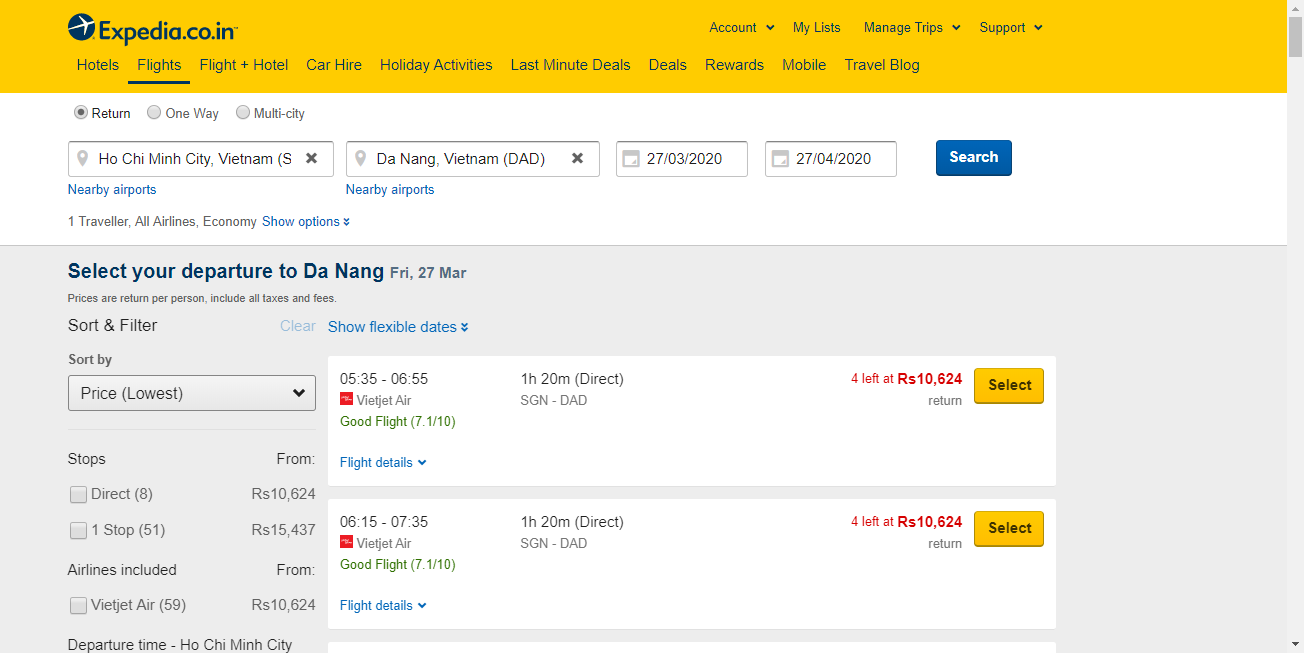 Expedia.co.in
Account
My Lists
Manage Trips
Support
Hotels
Flights
Flight + Hotel
Car Hire
Holiday Activities
Last Minute Deals
Deals
Rewards
Mobile
Travel Blog
Return
One Way
Multi-city
Ho Chi Minh City, Vietnam (S
Da Nang, Vietnam (DAD)
27/03/2020
27/04/2020
Search
Nearby airports
Nearby airports
1 Traveller, All Airlines, Economy Show options
Select your departure to Da Nang Fri, 27 Mar
Prices are return per person, include all taxes and fees.
Sort & Filter
Clear
Show flexible dates
Sort by
Price (Lowest)
Stops From:
Direct (8) Rs10,624
1 Stop (51) Rs15,437
Airlines included From:
Vietjet Air (59) Rs10,624
Departure time - Ho Chi Minh City
05:35 - 06:55
Vietjet Air
Good Flight (7.1/10)
Flight details
1h 20m (Direct)
SGN - DAD
4 left at Rs10,624
return
Select
06:15 - 07:35
Vietjet Air
Good Flight (7.1/10)
Flight details
1h 20m (Direct)
SGN - DAD
4 left at Rs10,624
return
Select